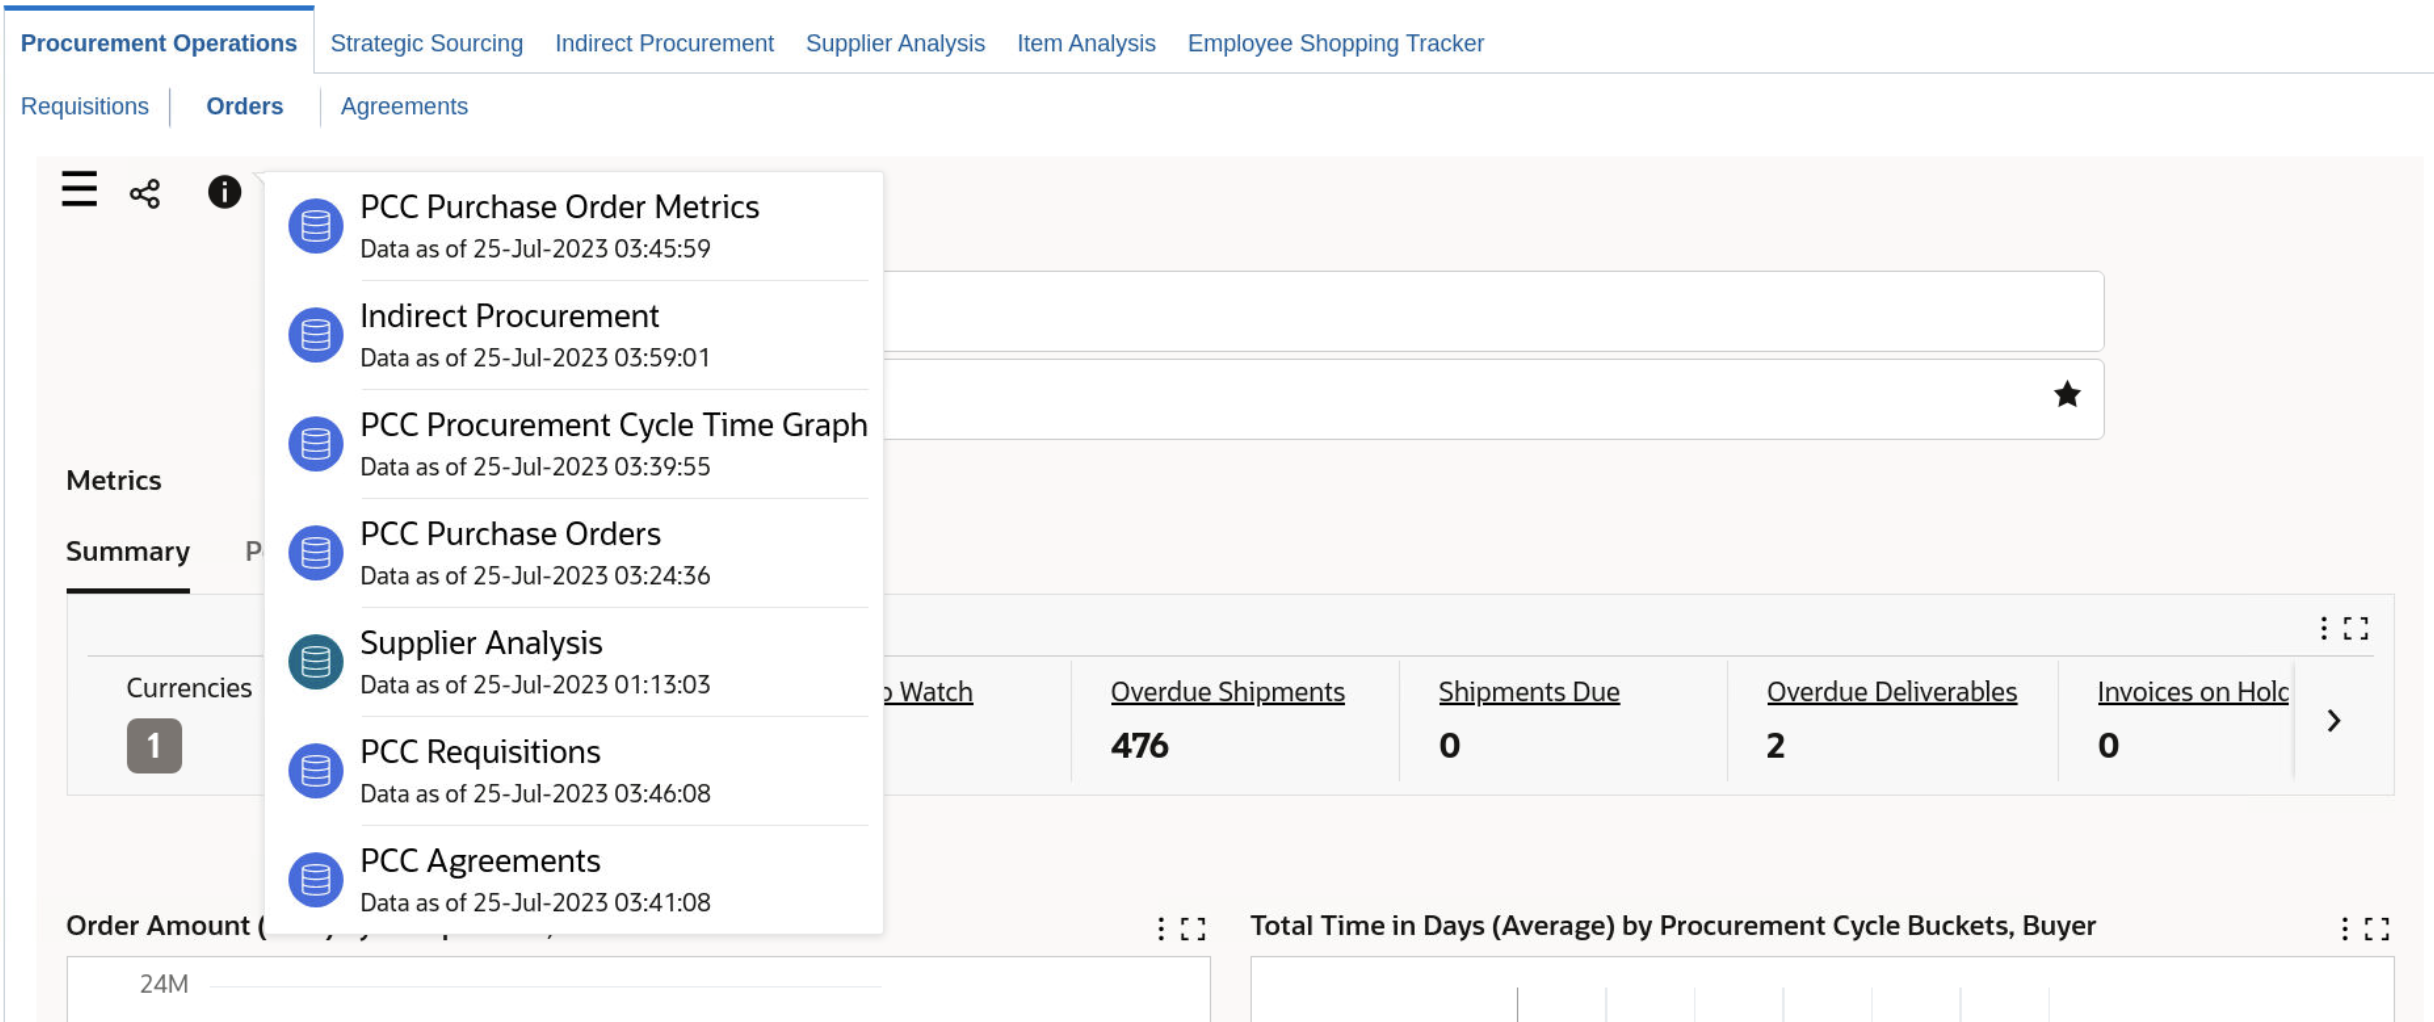 Procurement Operations Strategic Sourcing Indirect Procurement Supplier Analysis Item Analysis Employee Shopping Tracker
Requisitions Orders Agreements
PCC Purchase Order Metrics
Data as of 25-Jul-2023 03:45:59
Indirect Procurement
Data as of 25-Jul-2023 03:59:01
PCC Procurement Cycle Time Graph
Data as of 25-Jul-2023 03:39:55
PCC Purchase Orders
Data as of 25-Jul-2023 03:24:36
Supplier Analysis
Data as of 25-Jul-2023 01:13:03
PCC Requisitions
Data as of 25-Jul-2023 03:46:08
PCC Agreements
Data as of 25-Jul-2023 03:41:08
Metrics
Summary
Currencies
1
Watch
Overdue Shipments
476
Shipments Due
0
Overdue Deliverables
2
Invoices on Hold
0
Order Amount (
24M
Total Time in Days (Average) by Procurement Cycle Buckets, Buyer